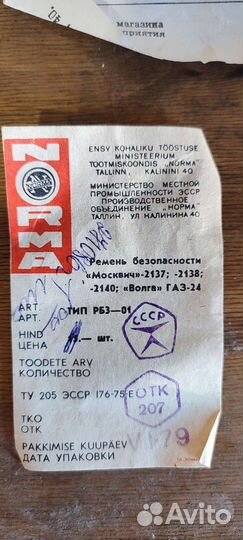 магазина
приятия
NORMA
ENSV KOHALIKU TÖÖSTUSE
MINISTEERIUM
TOOTMISKOONDIS „NORMA"
TALLINN, KALININI 40
МИНИСТЕРСТВО МЕСТНОЙ
ПРОМЫШЛЕННОСТИ ЭССР
ПРОИЗВОДСТВЕННОЕ
ОБЪЕДИНЕНИЕ „НОРМА"
ТАЛЛИН, УЛ КАЛИНИНА 40
Ремень безопасности
«Москвич»-2137; -2138;
-2140; «Волга» ГАЗ-24
ART.
АРТ. ТИП РБЗ—01
HIND
ЦЕНА
— шт.
СССР
TOODETE ARV
КОЛИЧЕСТВО
ТУ 205 ЭССР 176-75-Е
ОТК
207
TKO
ОТК
VI-79
PAKKIMISE KUUPÄEV
ДАТА УПАКОВКИ
Avito